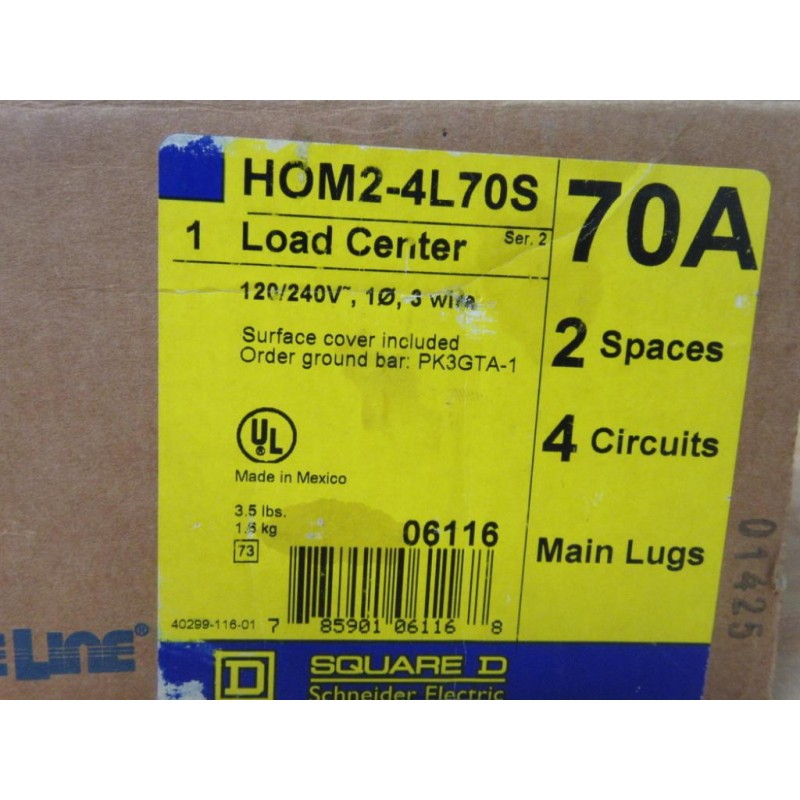 HOM2-4L70S
1 Load Center Ser. 2
120/240V~, 1Ø, 3 wire
Surface cover included
Order ground bar: PK3GTA-1
UL
®
Made in Mexico
3.5 lbs.
1.6 kg
73
06116
40299-116-01 7 85901 06116 8
70A
2 Spaces
4 Circuits
Main Lugs
01425
ELINE®
D
SQUARE D
Schneider Electric